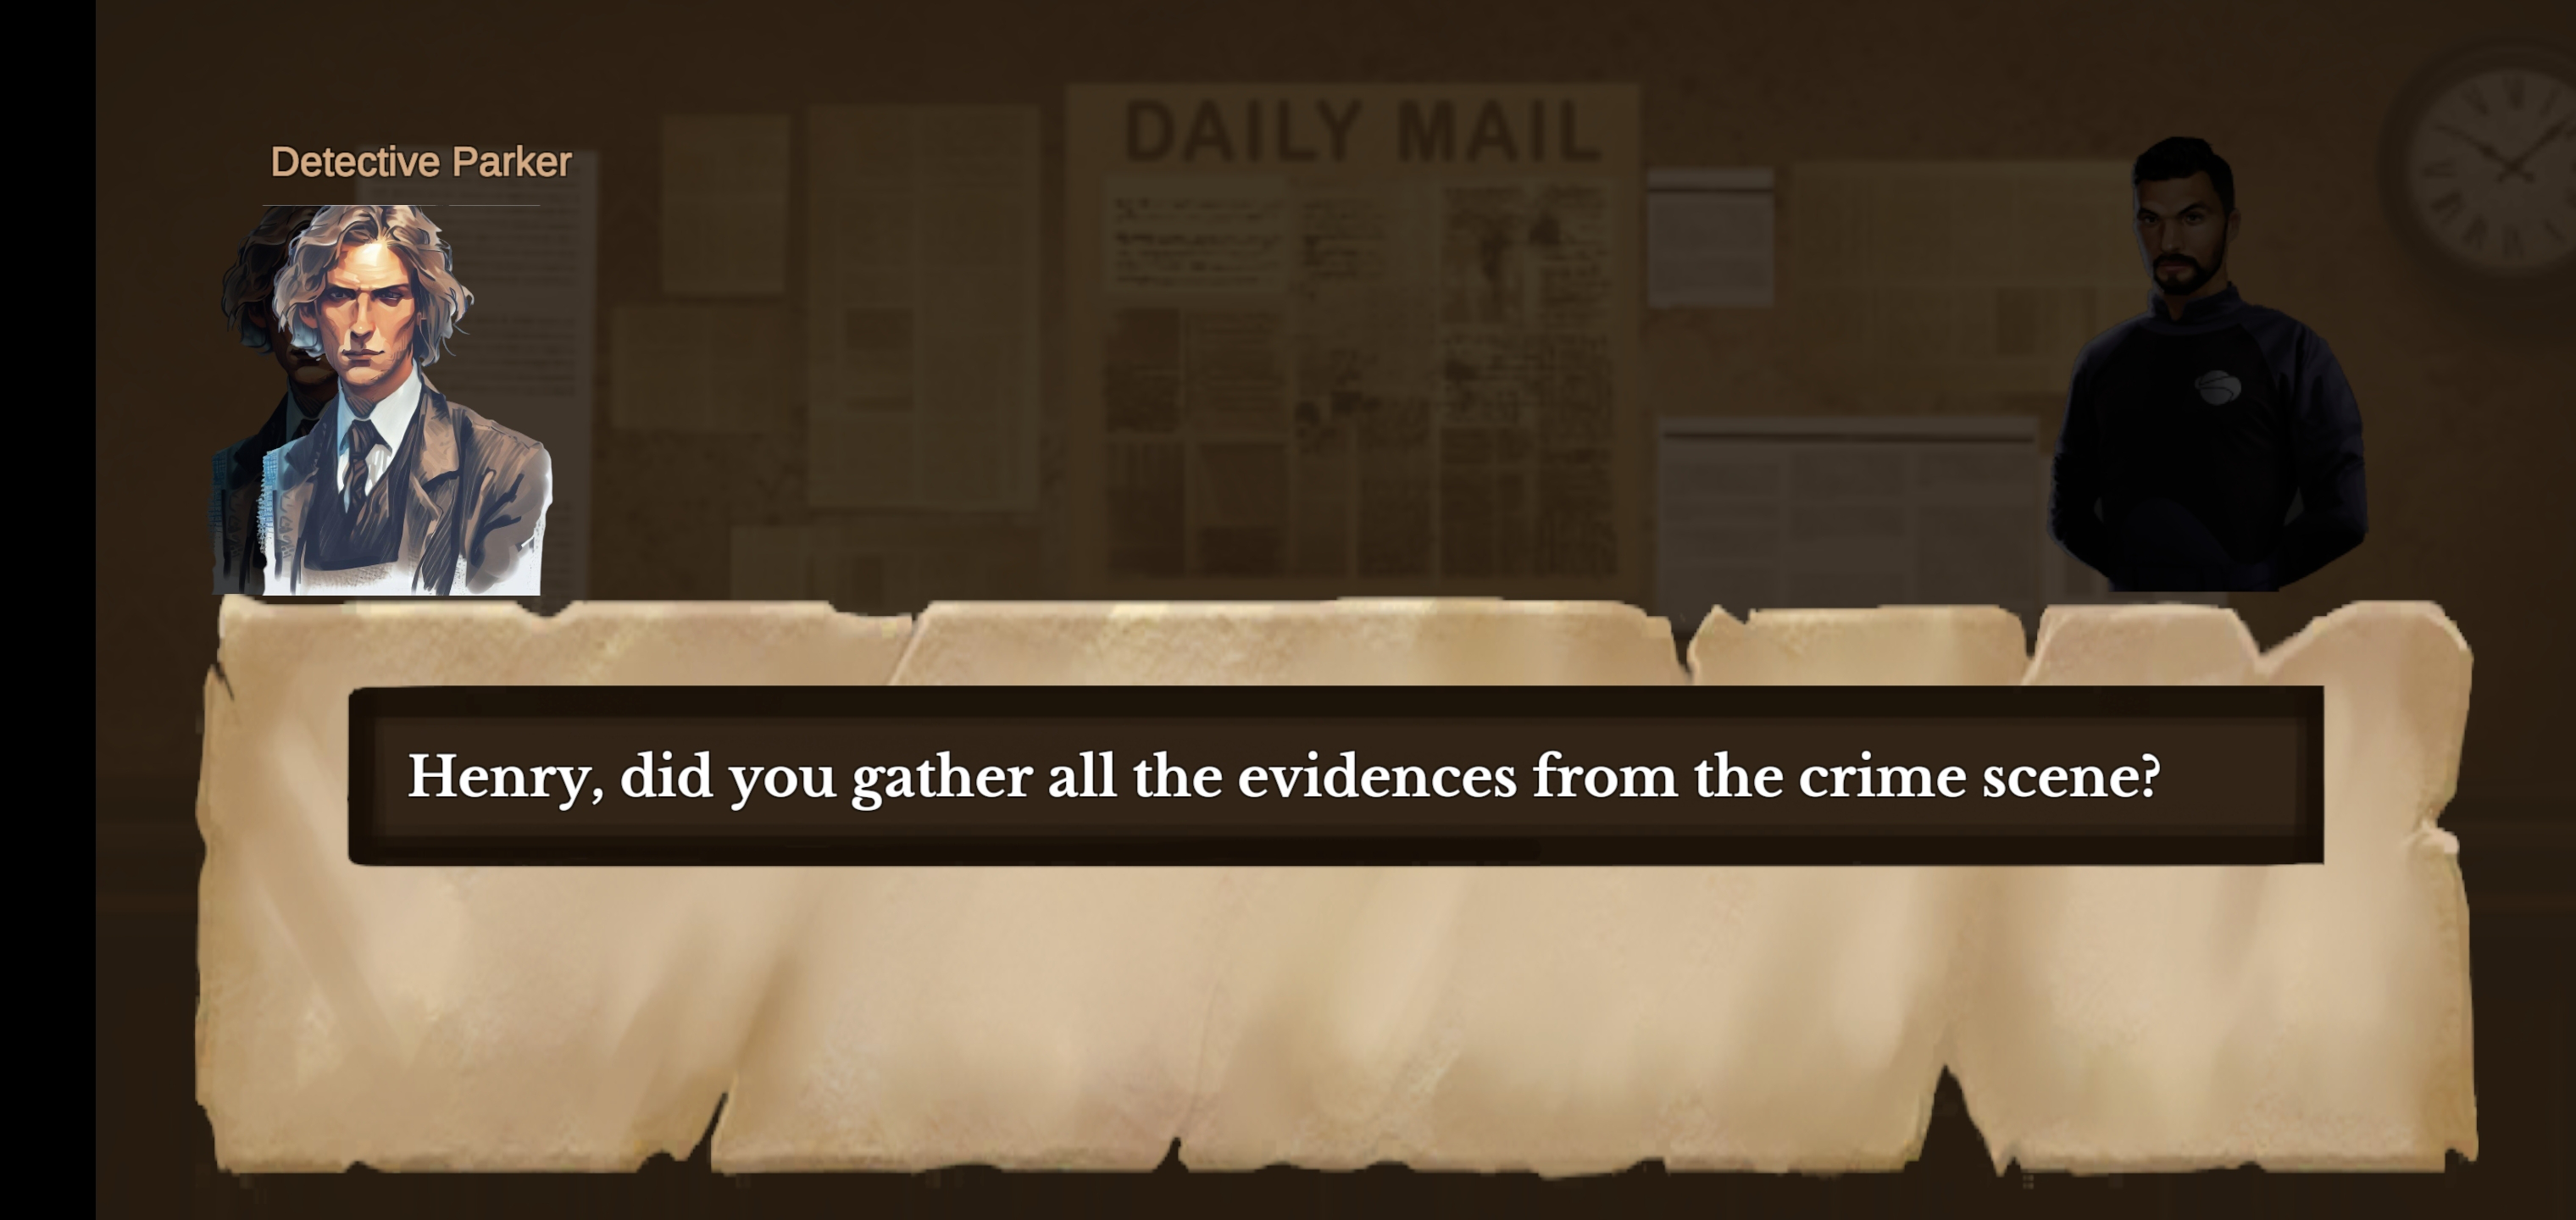 DAILY MAIL
Detective Parker
Henry, did you gather all the evidences from the crime scene?